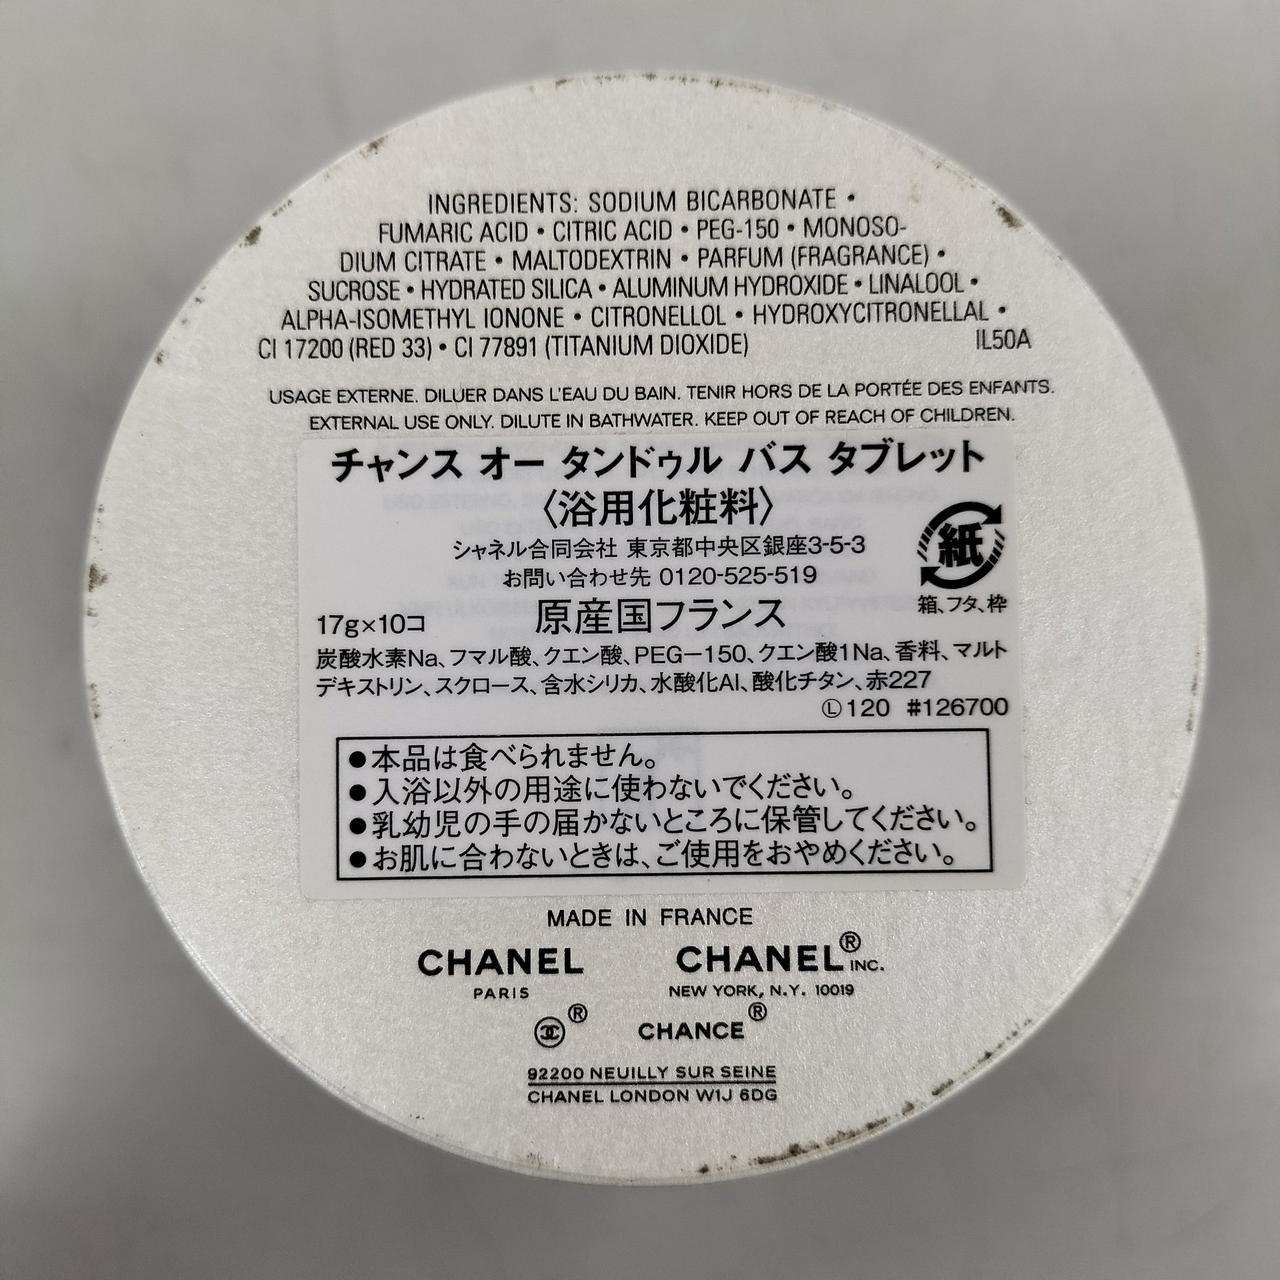 INGREDIENTS: SODIUM BICARBONATE •
FUMARIC ACID • CITRIC ACID • PEG-150 • MONOSO-
DIUM CITRATE • MALTODEXTRIN • PARFUM (FRAGRANCE) •
SUCROSE • HYDRATED SILICA • ALUMINUM HYDROXIDE • LINALOOL •
ALPHA-ISOMETHYL IONONE • CITRONELLOL • HYDROXYCITRONELLAL •
CI 17200 (RED 33) • CI 77891 (TITANIUM DIOXIDE) IL50A
USAGE EXTERNE. DILUER DANS L'EAU DU BAIN. TENIR HORS DE LA PORTÉE DES ENFANTS.
EXTERNAL USE ONLY. DILUTE IN BATHWATER. KEEP OUT OF REACH OF CHILDREN.
チャンス オー タンドゥル バス タブレット
〈浴用化粧料〉
シャネル合同会社 東京都中央区銀座3-5-3
お問い合わせ先 0120-525-519
紙
箱、フタ、枠
17g×10コ 原産国フランス
炭酸水素Na、フマル酸、クエン酸、PEG－150、クエン酸1Na、香料、マルト
デキストリン、スクロース、含水シリカ、水酸化Al、酸化チタン、赤227
Ⓛ120 #126700
●本品は食べられません。
●入浴以外の用途に使わないでください。
●乳幼児の手の届かないところに保管してください。
●お肌に合わないときは、ご使用をおやめください。
MADE IN FRANCE
CHANEL CHANEL® INC.
PARIS NEW YORK, N.Y. 10019
® CHANCE®
92200 NEUILLY SUR SEINE
CHANEL LONDON W1J 6DG